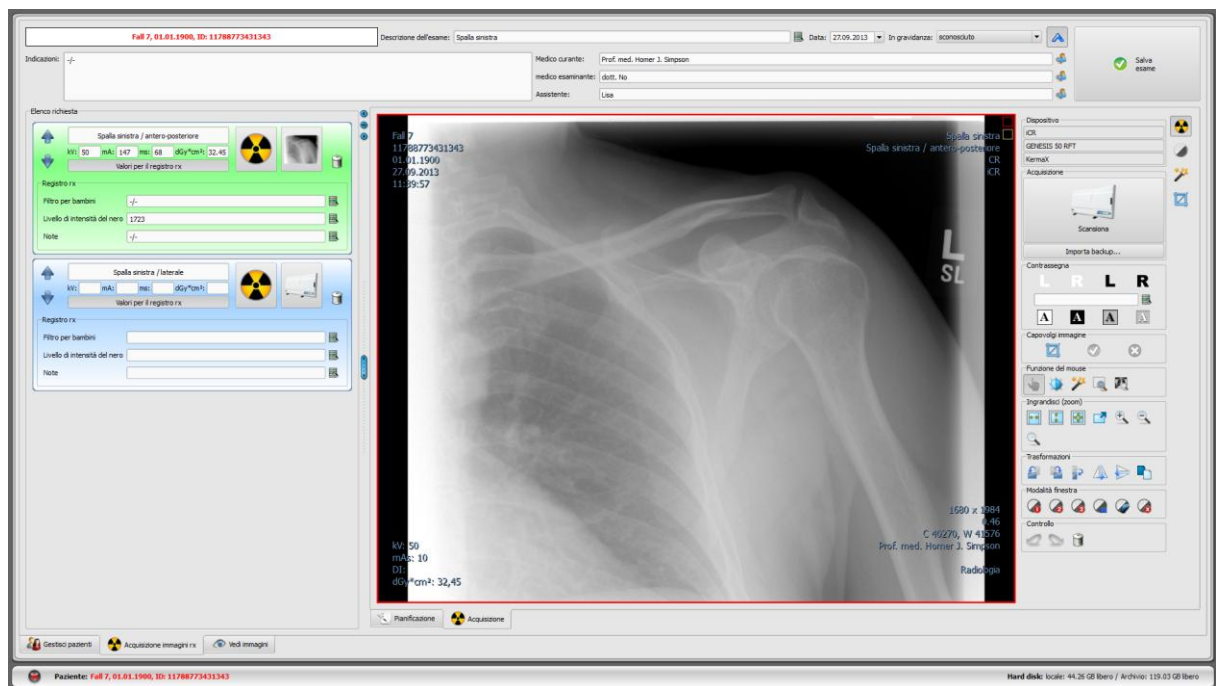 Fall 7, 01.01.1900, ID: 11788773431343
Descrizione dell'esame: Spalla sinistra
Data: 27.09.2013 In gravidanza: sconosciuto
Indicazioni: -/-
Medico curante: Prof. med. Homer J. Simpson
medico esaminante: dott. No
Assistente: Lisa
Salva
esame
Elenco richiesta
Spalla sinistra / antero-posteriore
kV: 50 mA: 147 ms: 68 dGy*cm²: 32.45
Valori per il registro rx
Registro rx
Filtro per bambini -/-
Livello di intensità del nero 1723
Note -/-
Spalla sinistra / laterale
kV: mA: ms: dGy*cm²:
Valori per il registro rx
Registro rx
Filtro per bambini
Livello di intensità del nero
Note
Fall 7
11788773431343
01.01.1900
27.09.2013
11:39:57
Spalla sinistra
Spalla sinistra / antero-posteriore
CR
iCR
L
SL
kV: 50
mAs: 10
DI:
dGy*cm²: 32,45
1680 x 1984
0.46
C 40270, W 41576
Prof. med. Homer J. Simpson
Radiologia
Dispositivo
iCR
GENESIS 50 RFT
KermaX
Acquisizione
Scansiona
Importa backup...
Contrassegna
L R L R
A A A A
Capovolgi immagine
Funzione del mouse
Ingrandisci (zoom)
Trasformazioni
Modalità finestra
Controllo
Pianificazione Acquisizione
Gestisci pazienti Acquisizione immagini rx Vedi immagini
Paziente: Fall 7, 01.01.1900, ID: 11788773431343
Hard disk: locale: 44.26 GB libero / Archivio: 119.03 GB libero